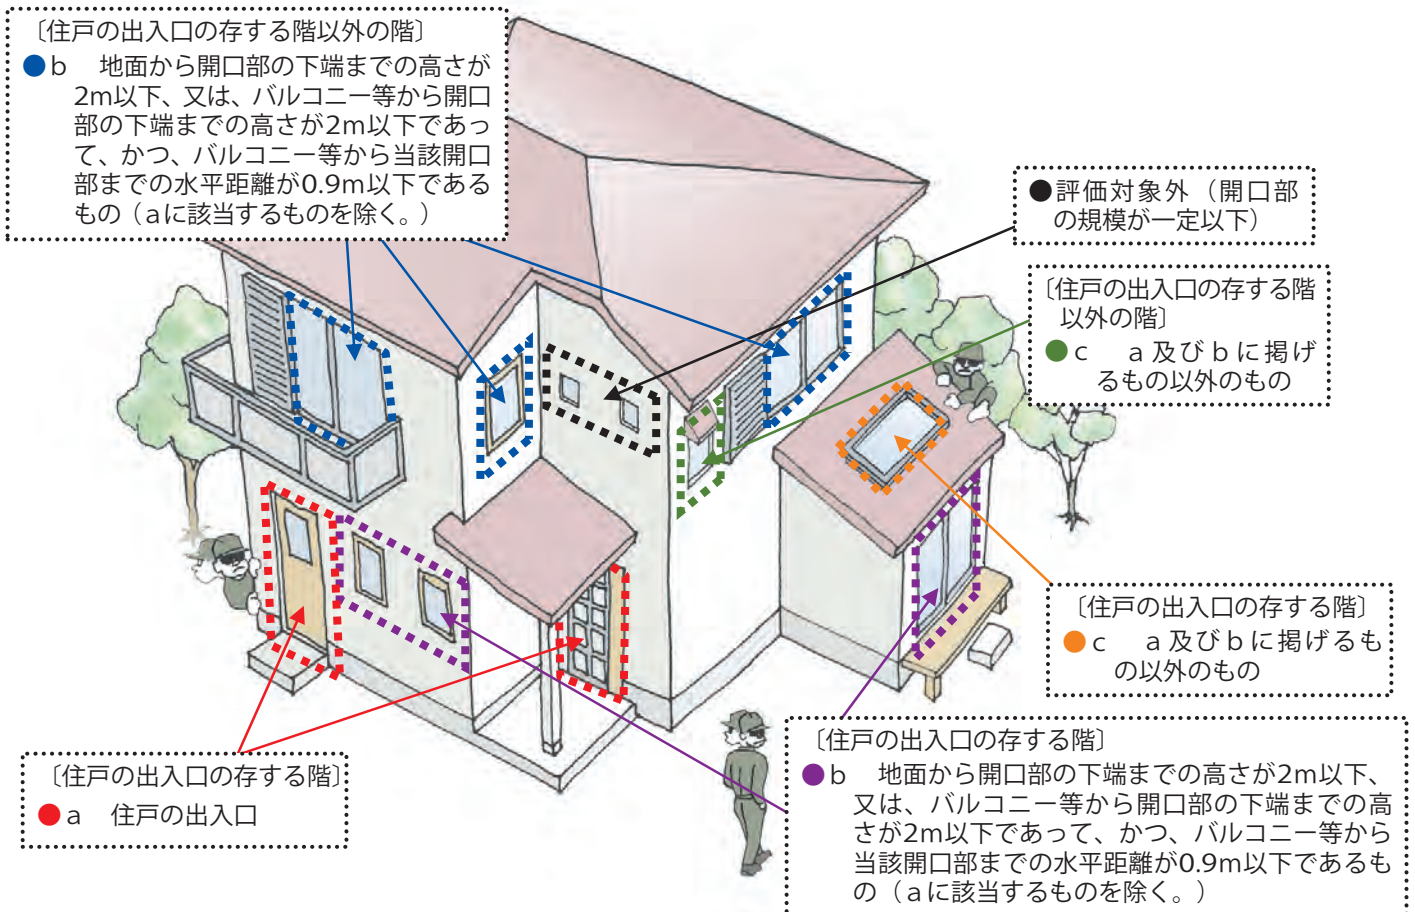 〔住戸の出入口の存する階以外の階〕
●b 地面から開口部の下端までの高さが
2m以下、又は、バルコニー等から開口
部の下端までの高さが2m以下であっ
て、かつ、バルコニー等から当該開口
部までの水平距離が0.9m以下である
もの（aに該当するものを除く。）
●評価対象外（開口部
の規模が一定以下）
〔住戸の出入口の存する階
以外の階〕
●c a及びbに掲げ
るもの以外のもの
〔住戸の出入口の存する階〕
●c a及びbに掲げるも
の以外のもの
〔住戸の出入口の存する階〕
●a 住戸の出入口
〔住戸の出入口の存する階〕
●b 地面から開口部の下端までの高さが2m以下、
又は、バルコニー等から開口部の下端までの高
さが2m以下であって、かつ、バルコニー等から
当該開口部までの水平距離が0.9m以下であるも
の（aに該当するものを除く。）